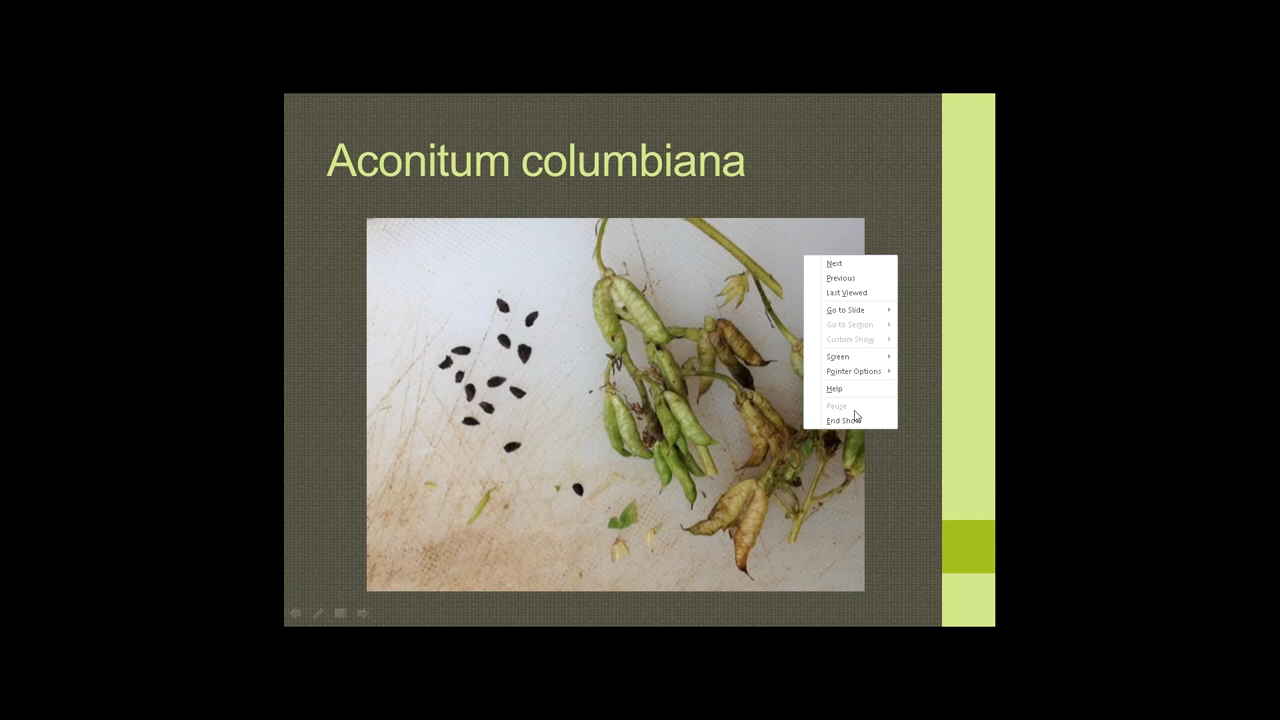 Aconitum columbiana
Next
Previous
Last Viewed
Go to Slide
Go to Section
Custom Show
Screen
Pointer Options
Help
Pause
End Show